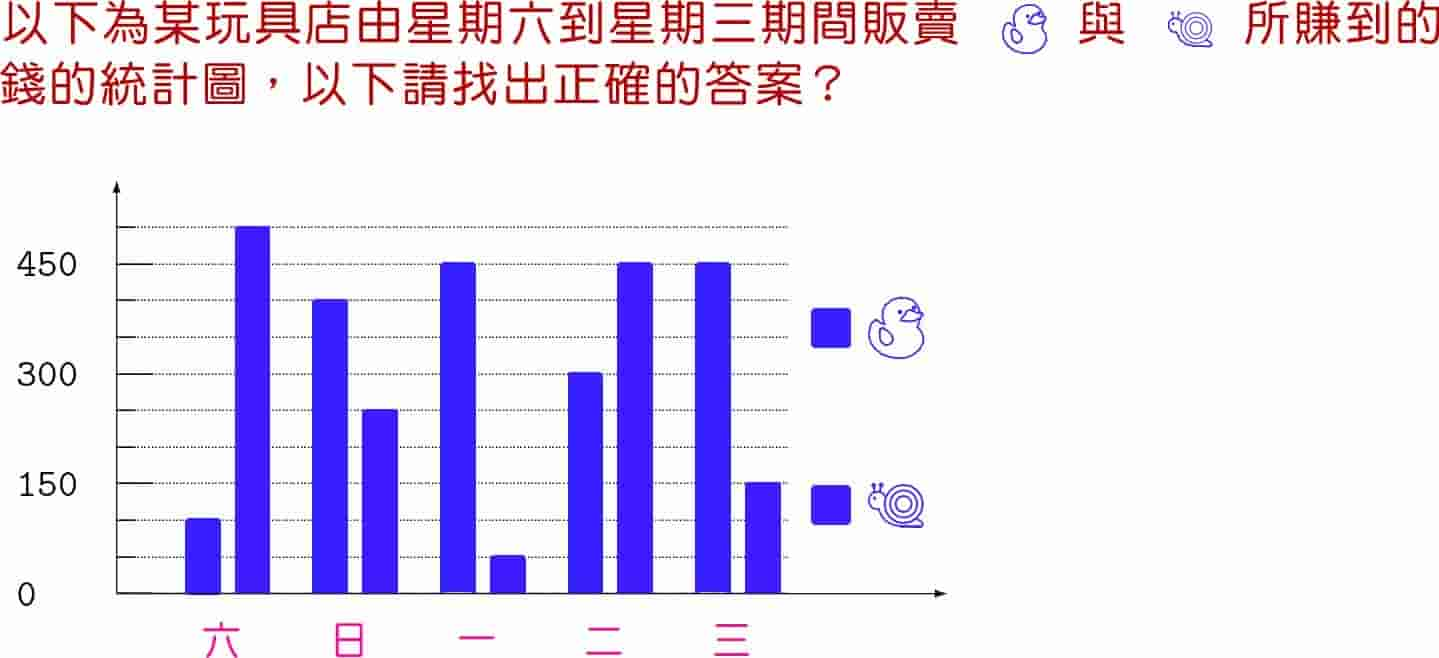 以下為某玩具店由星期六到星期三期間販賣 與 所賺到的
錢的統計圖，以下請找出正確的答案？
450
300
150
0
六 日 一 二 三